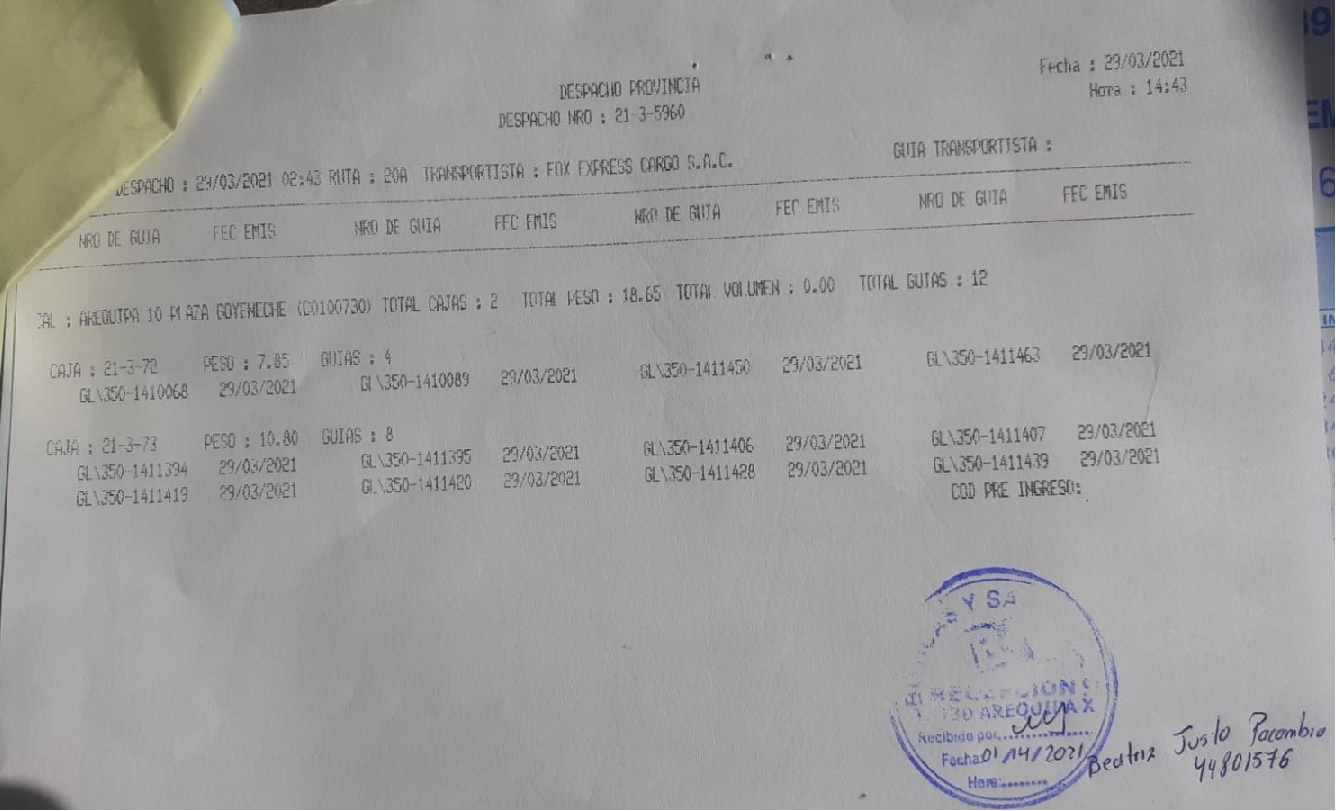 Fecha : 29/03/2021
Hora : 14:43
DESPACHO PROVINCIA
DESPACHO NRO : 21-3-5960
DESPACHO : 29/03/2021 02:43 RUTA : 20A TRANSPORTISTA : FOX EXPRESS CARGO S.A.C. GUIA TRANSPORTISTA :
NRO DE GUIA FEC EMIS NRO DE GUIA FEC EMIS NRO DE GUIA FEC EMIS NRO DE GUIA FEC EMIS
CAL : AREQUIPA 10 PLAZA GOYENECHE (C0100730) TOTAL CAJAS : 2 TOTAL PESO : 18.65 TOTAL VOLUMEN : 0.00 TOTAL GUIAS : 12
CAJA : 21-3-72 PESO : 7.85 GUIAS : 4
GL\350-1410068 29/03/2021 GL\350-1410089 29/03/2021 GL\350-1411450 29/03/2021 GL\350-1411463 29/03/2021
CAJA : 21-3-73 PESO : 10.80 GUIAS : 8
GL\350-1411394 29/03/2021 GL\350-1411395 29/03/2021 GL\350-1411406 29/03/2021 GL\350-1411407 29/03/2021
GL\350-1411419 29/03/2021 GL\350-1411420 29/03/2021 GL\350-1411428 29/03/2021 GL\350-1411439 29/03/2021
COD PRE INGRESO:
Y SA
RECEPCION
730 AREQUIPA X
Recibido por
Fecha 01/14/2021
Hora:
Beatriz Justo Pacombio
44801576